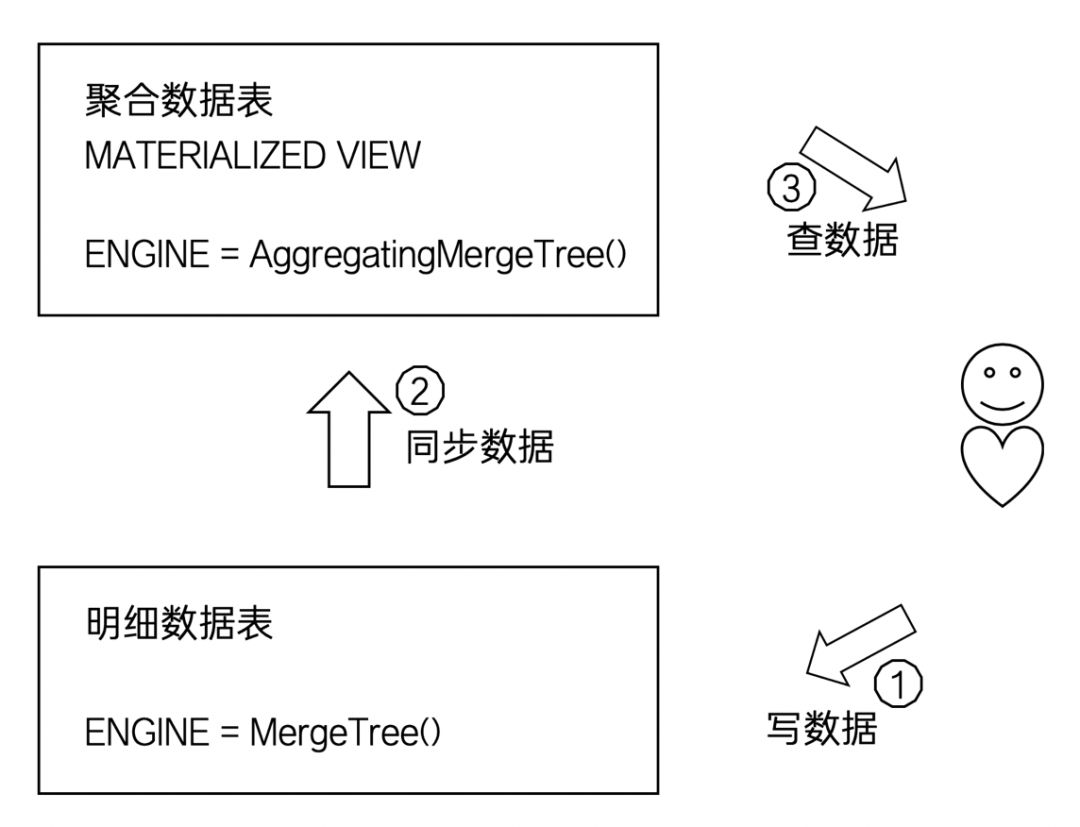 聚合数据表
MATERIALIZED VIEW
ENGINE = AggregatingMergeTree()
③
查数据
②
同步数据
明细数据表
ENGINE = MergeTree()
①
写数据